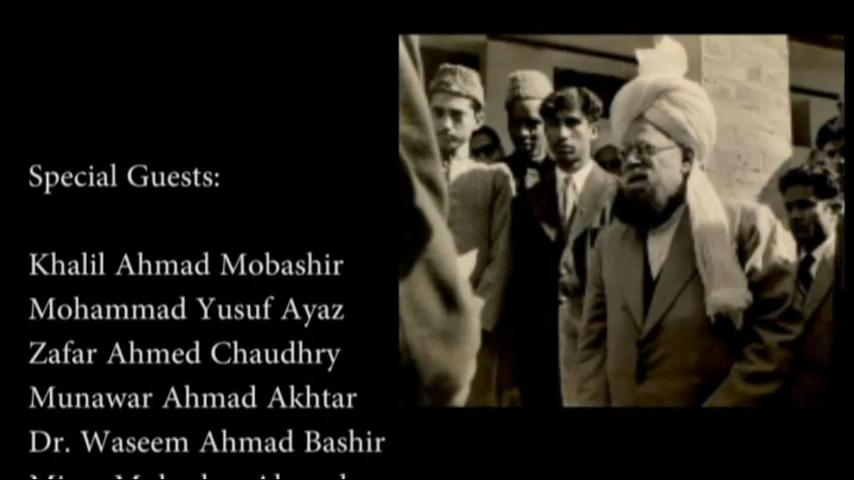 Special Guests:
Khalil Ahmad Mobashir
Mohammad Yusuf Ayaz
Zafar Ahmed Chaudhry
Munawar Ahmad Akhtar
Dr. Waseem Ahmad Bashir